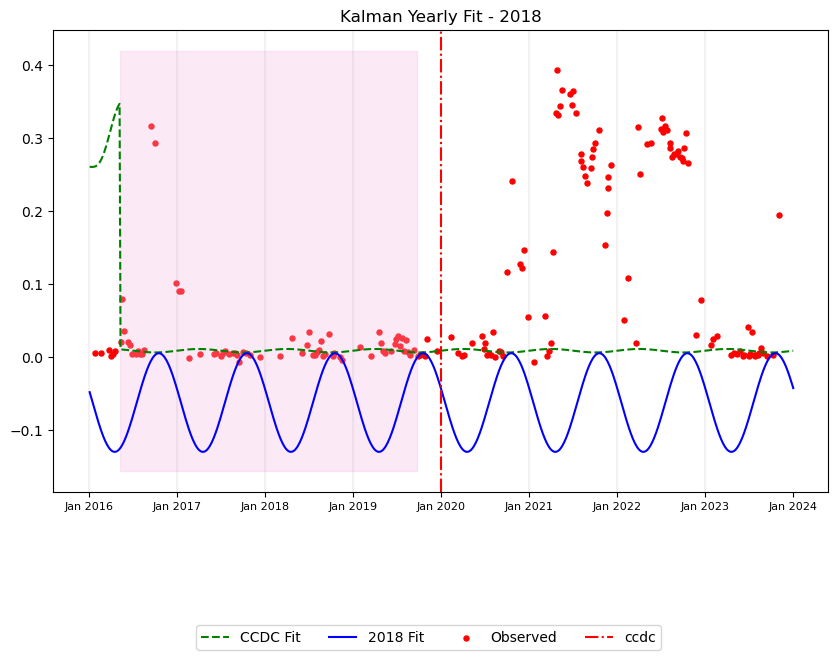 Kalman Yearly Fit - 2018
0.4
0.3
0.2
0.1
0.0
−0.1
Jan 2016 Jan 2017 Jan 2018 Jan 2019 Jan 2020 Jan 2021 Jan 2022 Jan 2023 Jan 2024
CCDC Fit 2018 Fit Observed ccdc